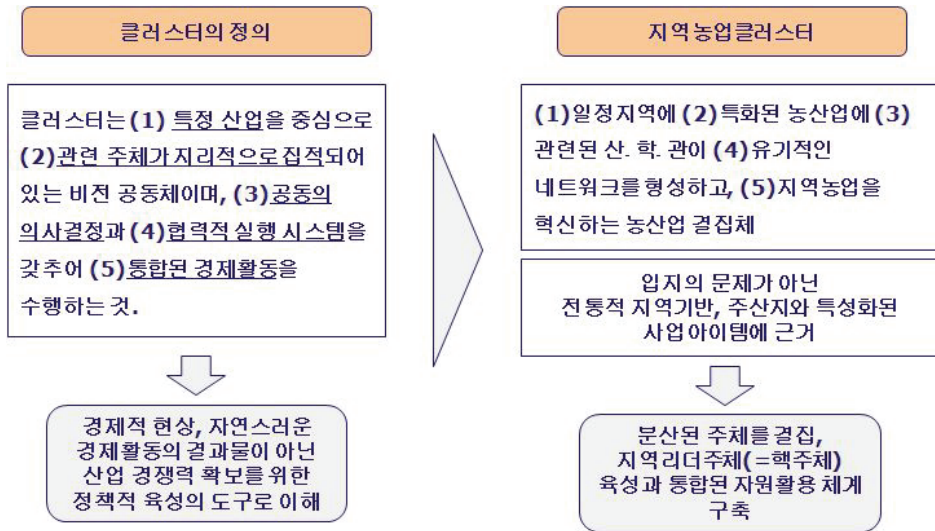 클러스터의 정의
클러스터는 (1) 특정 산업을 중심으로
(2)관련 주체가 지리적으로 집적되어
있는 비전 공동체이며, (3)공동의
의사결정과 (4)협력적 실행 시스템을
갖추어 (5)통합된 경제활동을
수행하는 것.
경제적 현상, 자연스러운
경제활동의 결과물이 아닌
산업 경쟁력 확보를 위한
정책적 육성의 도구로 이해
지역농업클러스터
(1)일정지역에 (2)특화된 농산업에 (3)
관련된 산. 학. 관이 (4)유기적인
네트워크를 형성하고, (5)지역농업을
혁신하는 농산업 결집체
입지의 문제가 아닌
전통적 지역기반, 주산지와 특성화된
사업아이템에 근거
분산된 주체를 결집,
지역리더주체(=핵주체)
육성과 통합된 자원활용 체계
구축